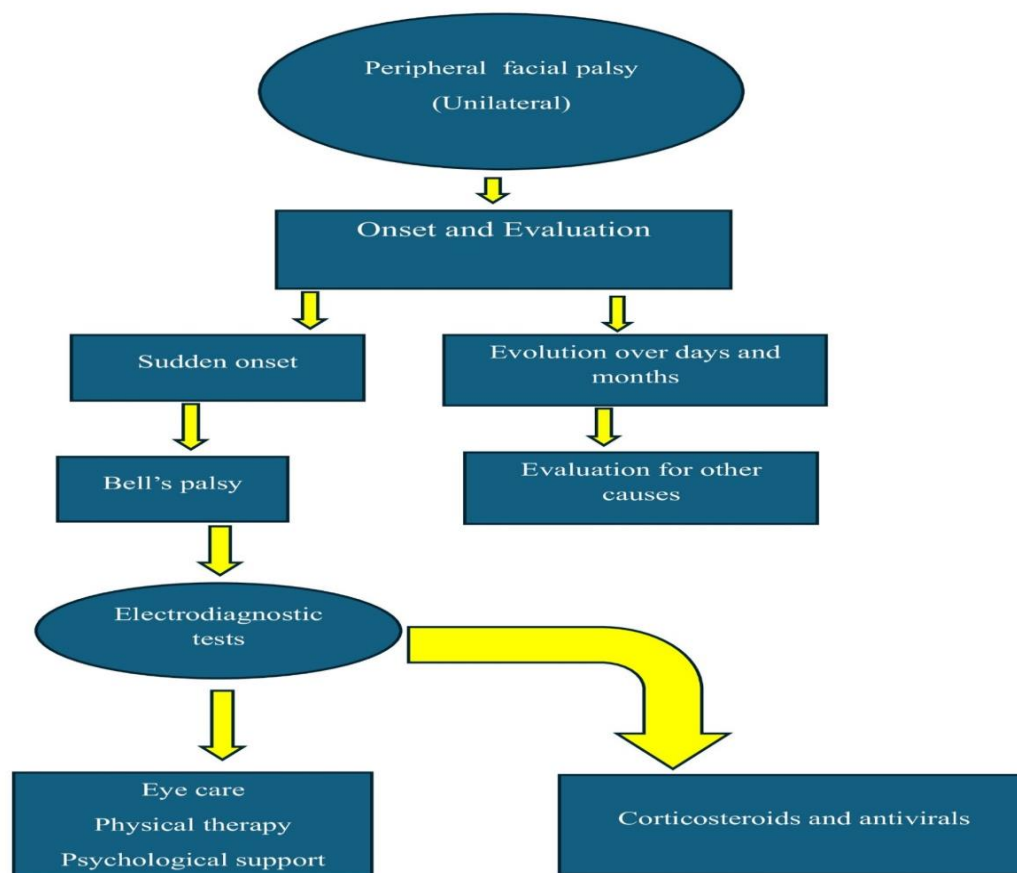 Peripheral facial palsy
(Unilateral)
Onset and Evaluation
Sudden onset
Evolution over days and
months
Bell’s palsy
Evaluation for other
causes
Electrodiagnostic
tests
Eye care
Physical therapy
Psychological support
Corticosteroids and antivirals